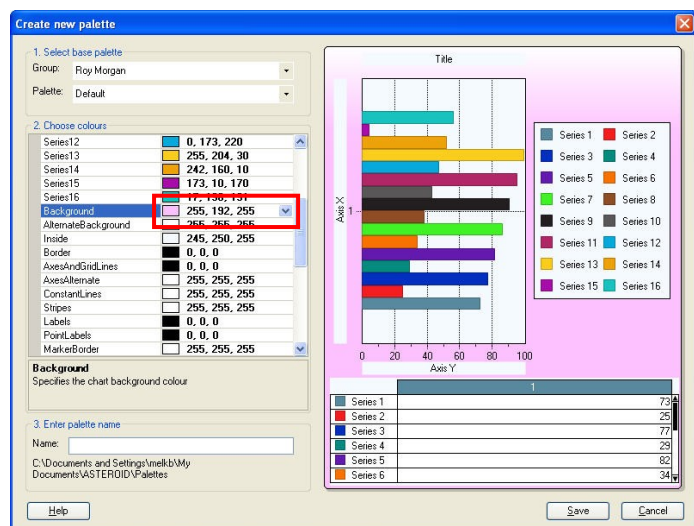 Create new palette
1. Select base palette
Group: Roy Morgan
Palette: Default
2. Choose colours
Series12 0, 173, 220
Series13 255, 204, 30
Series14 242, 160, 10
Series15 173, 10, 170
Series16
Background 255, 192, 255
AlternateBackground 255, 255, 255
Inside 245, 250, 255
Border 0, 0, 0
AxesAndGridLines 0, 0, 0
AxesAlternate 255, 255, 255
ConstantLines 255, 255, 255
Stripes 255, 255, 255
Labels 0, 0, 0
PointLabels 0, 0, 0
MarkerBorder 255, 255, 255
Background
Specifies the chart background colour
3. Enter palette name
Name:
C:\Documents and Settings\melkb\My
Documents\ASTEROID\Palettes
Help
Title
Axis X
1
0 20 40 60 80 100
Axis Y
Series 1 Series 2
Series 3 Series 4
Series 5 Series 6
Series 7 Series 8
Series 9 Series 10
Series 11 Series 12
Series 13 Series 14
Series 15 Series 16
1
Series 1 73
Series 2 25
Series 3 77
Series 4 29
Series 5 82
Series 6 34
Save Cancel